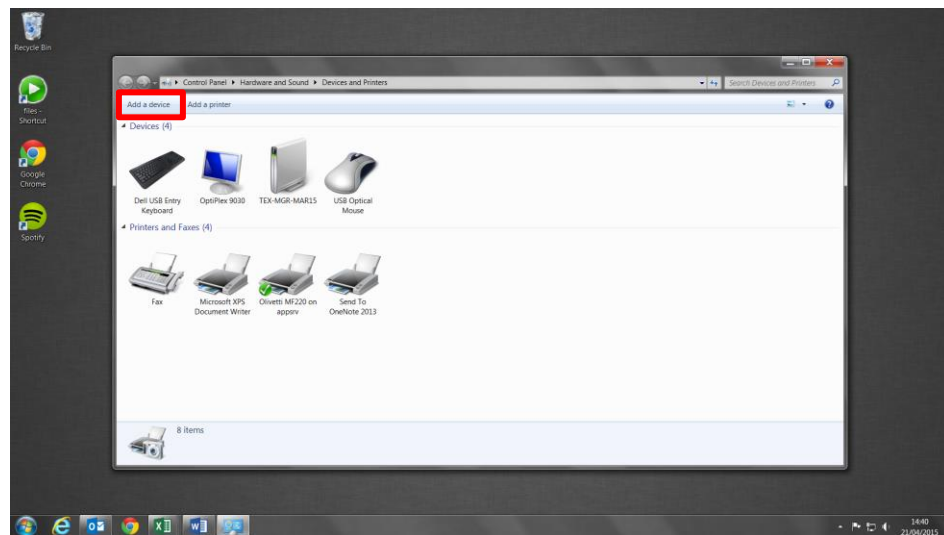 Recycle Bin
files -
Shortcut
Google
Chrome
Spotify
Control Panel ▸ Hardware and Sound ▸ Devices and Printers
Search Devices and Printers
Add a device Add a printer
Devices (4)
Dell USB Entry
Keyboard
OptiPlex 9030
TEX-MGR-MAR15
USB Optical
Mouse
Printers and Faxes (4)
Fax
Microsoft XPS
Document Writer
Olivetti MF220 on
appsrv
Send To
OneNote 2013
8 items
14:40
21/04/2015